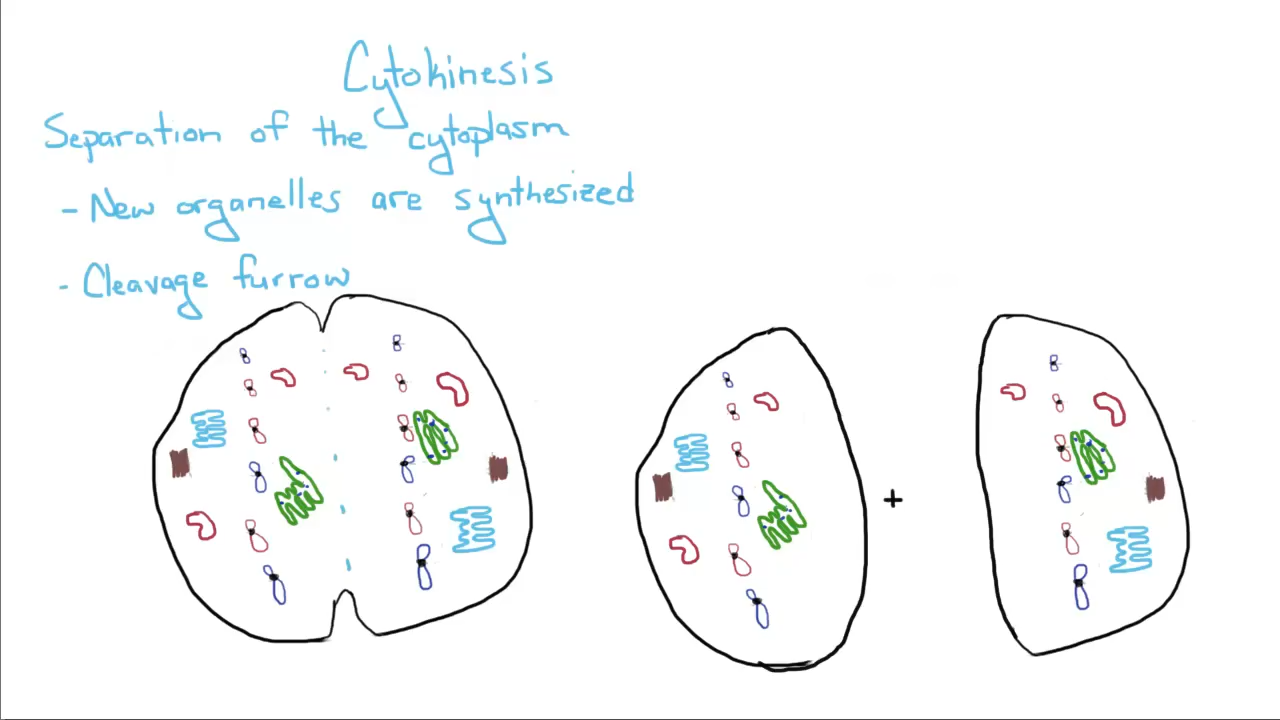 Cytokinesis
Separation of the cytoplasm
- New organelles are synthesized
- Cleavage furrow
+